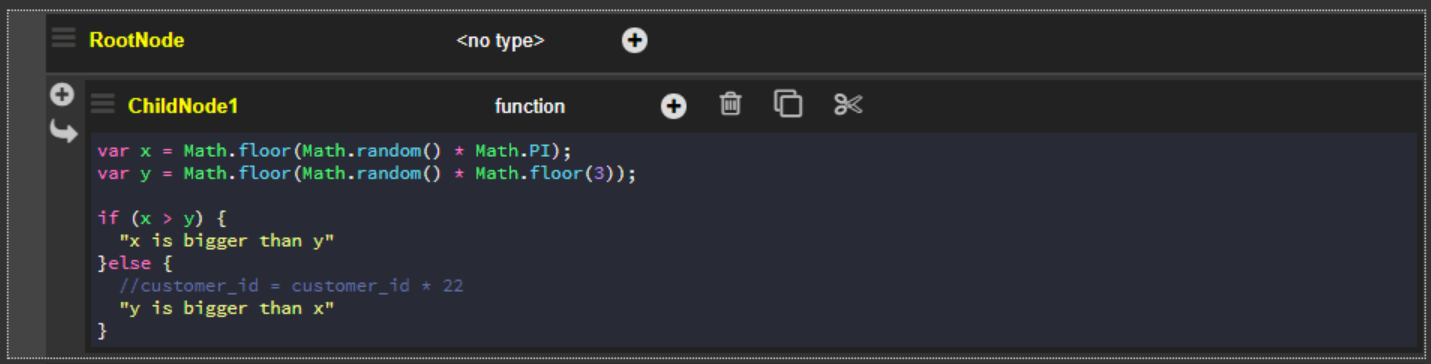 RootNode <no type>
ChildNode1 function
var x = Math.floor(Math.random() * Math.PI);
var y = Math.floor(Math.random() * Math.floor(3));
if (x > y) {
"x is bigger than y"
}else {
//customer_id = customer_id * 22
"y is bigger than x"
}